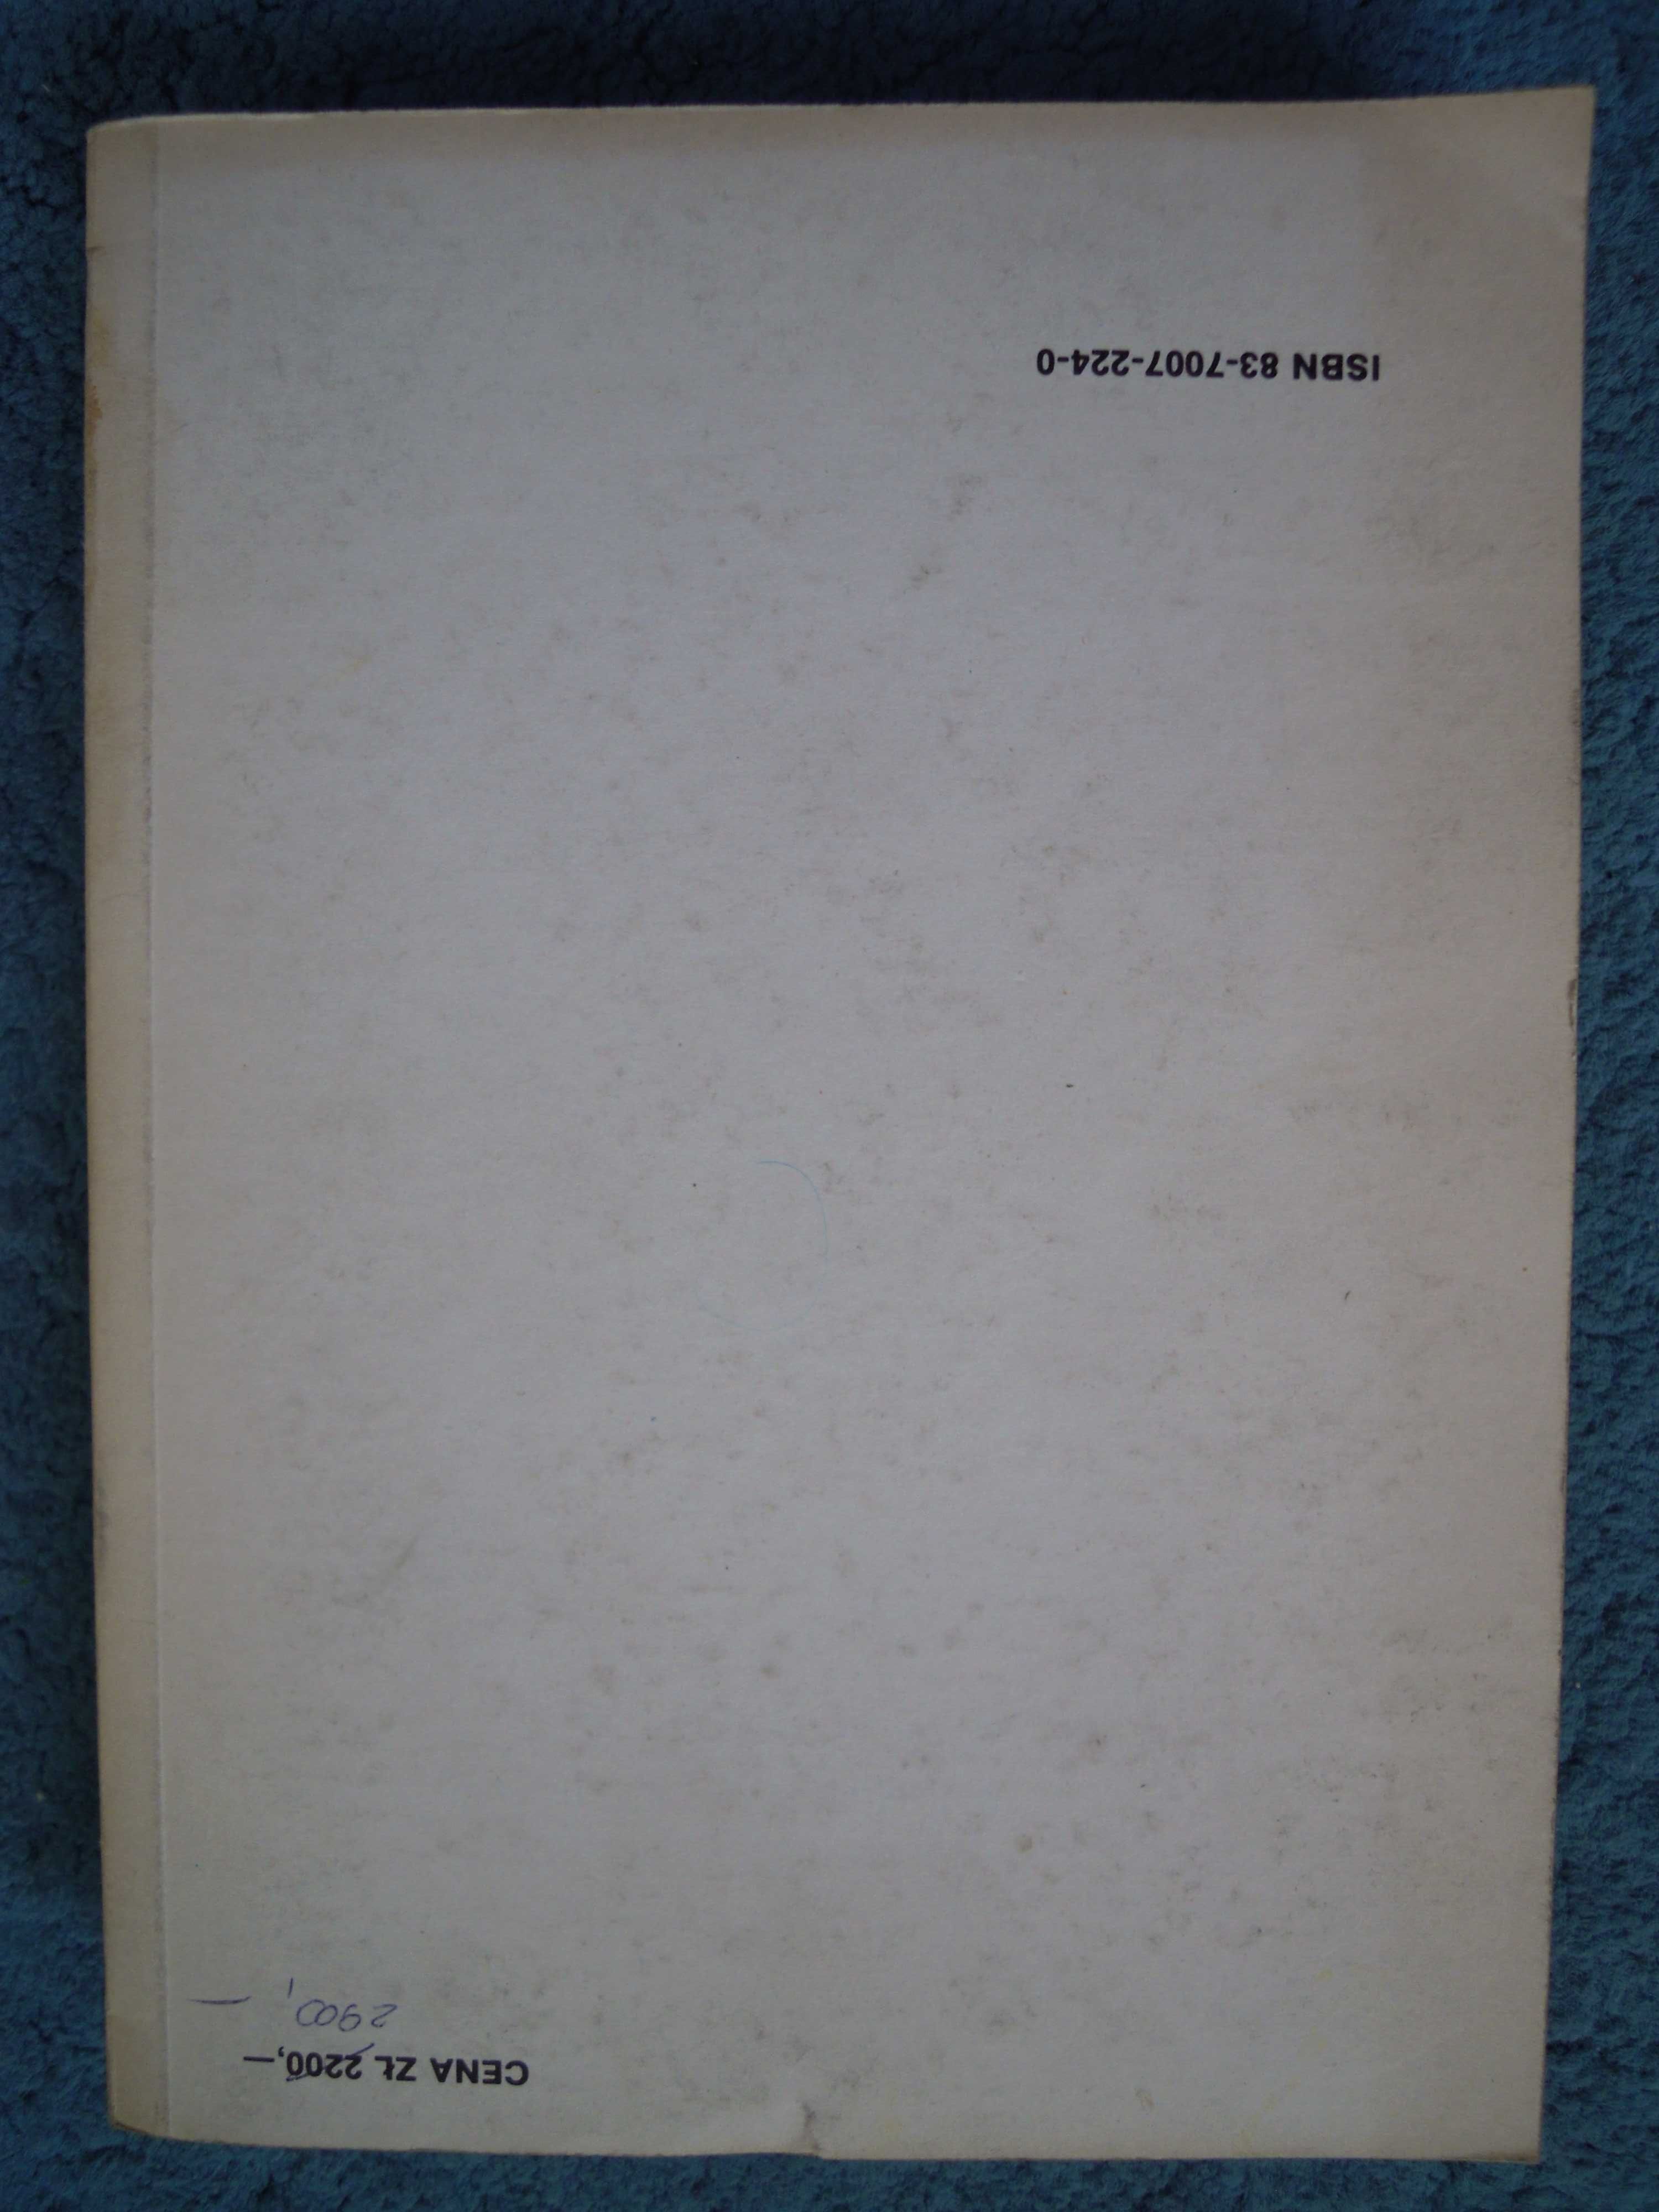 CENA ZŁ 2200,—
2900,—
ISBN 83-7007-224-0